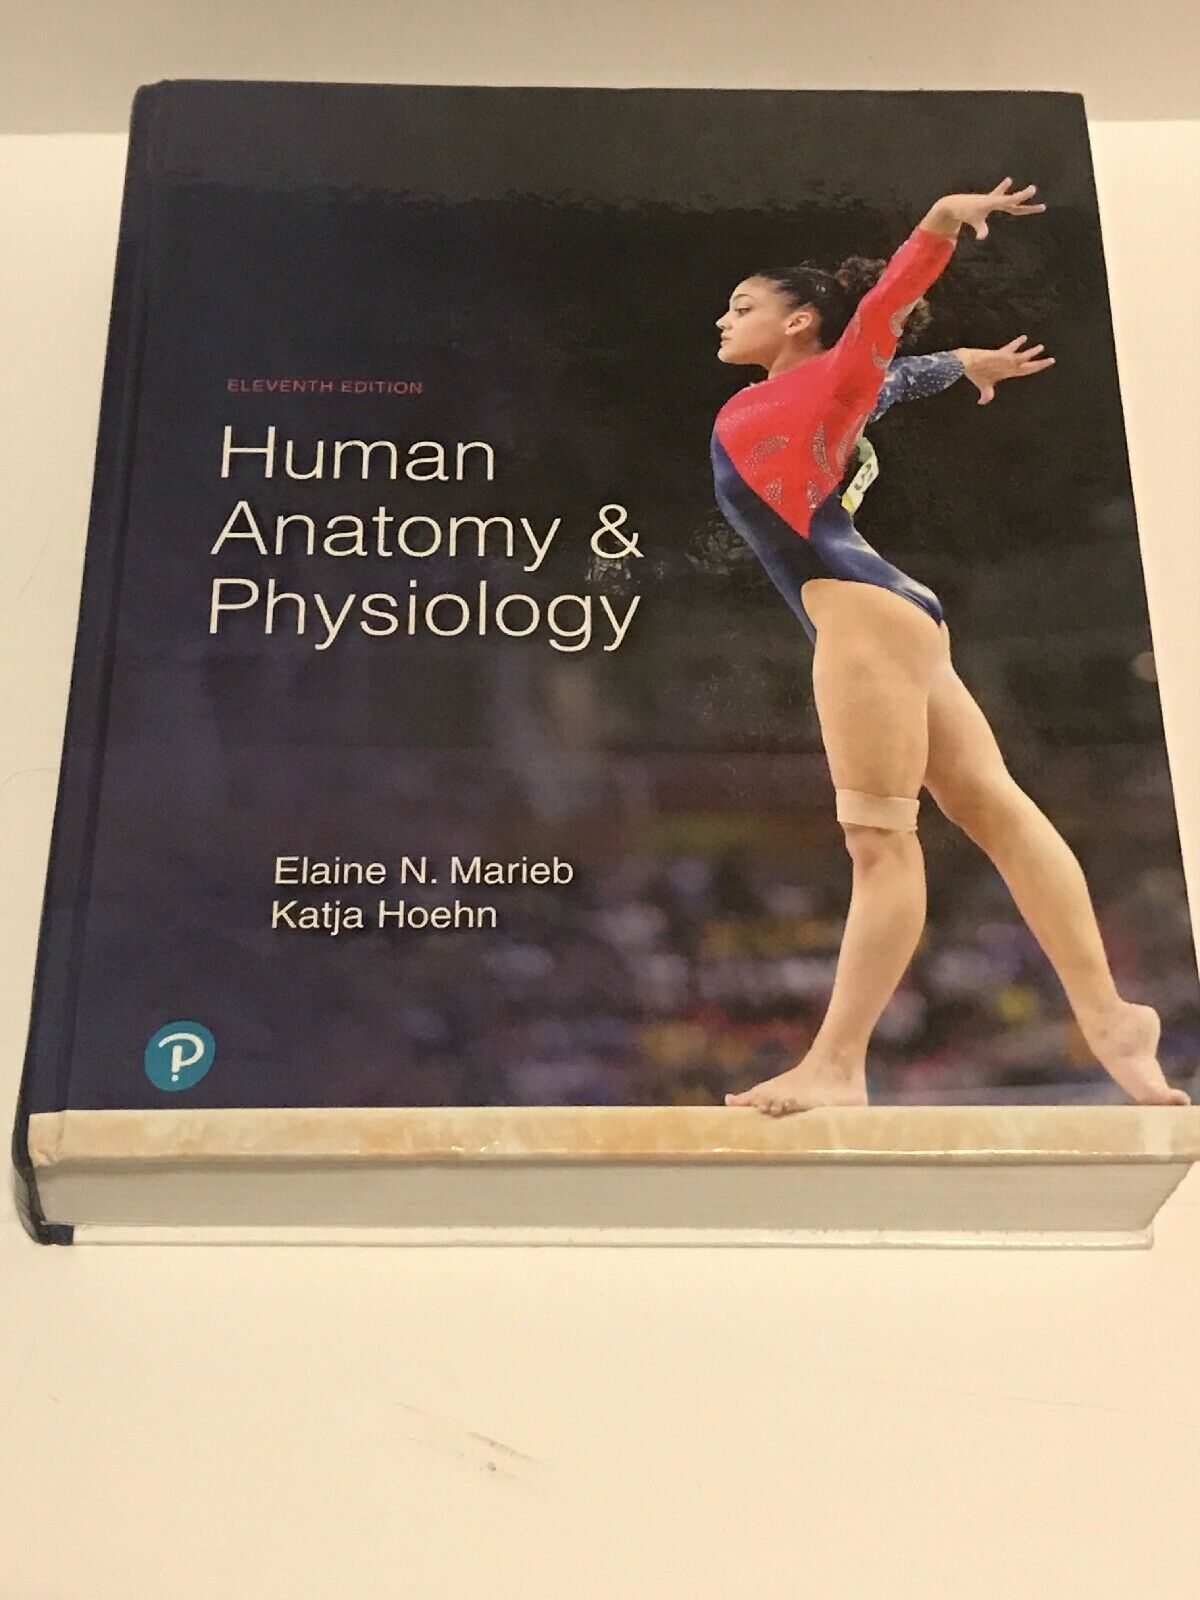 ELEVENTH EDITION
Human
Anatomy &
Physiology
Elaine N. Marieb
Katja Hoehn
P